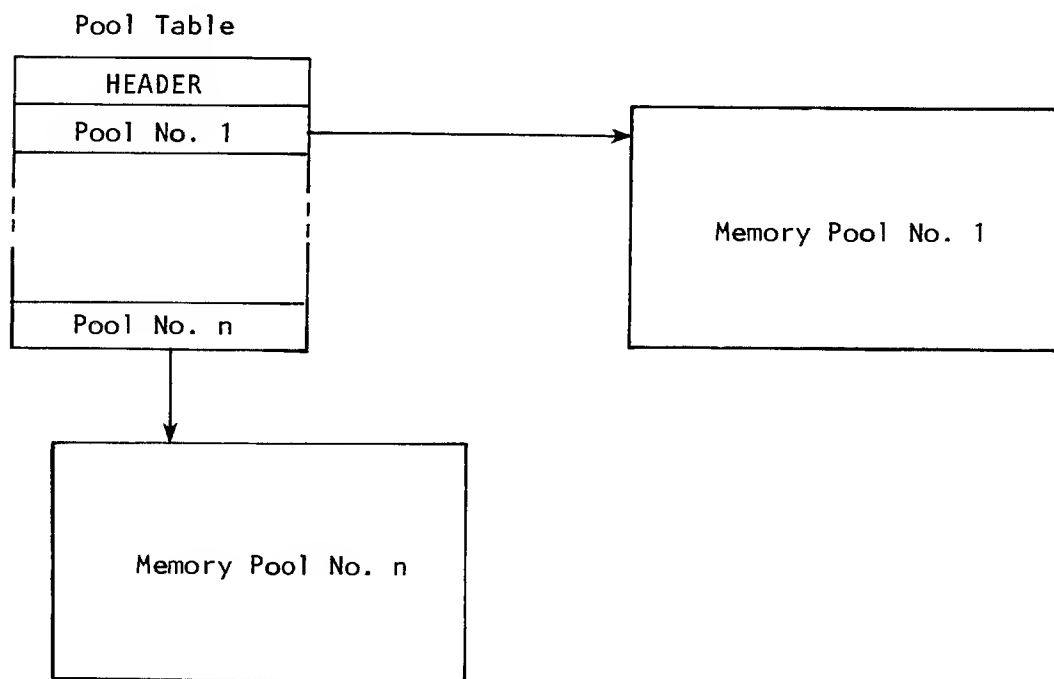 Pool Table
HEADER
Pool No. 1
Memory Pool No. 1
Pool No. n
Memory Pool No. n